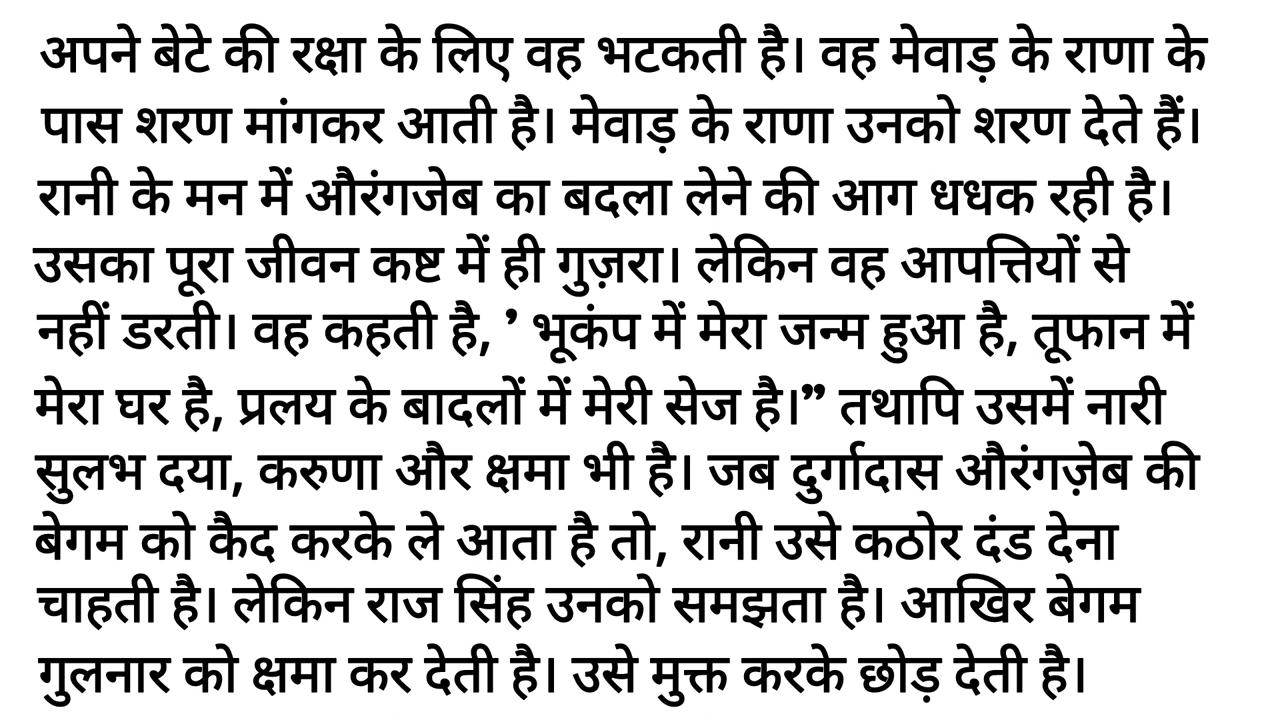 अपने बेटे की रक्षा के लिए वह भटकती है। वह मेवाड़ के राणा के
पास शरण मांगकर आती है। मेवाड़ के राणा उनको शरण देते हैं।
रानी के मन में औरंगजेब का बदला लेने की आग धधक रही है।
उसका पूरा जीवन कष्ट में ही गुज़रा। लेकिन वह आपत्तियों से
नहीं डरती। वह कहती है, ’ भूकंप में मेरा जन्म हुआ है, तूफान में
मेरा घर है, प्रलय के बादलों में मेरी सेज है।” तथापि उसमें नारी
सुलभ दया, करुणा और क्षमा भी है। जब दुर्गादास औरंगज़ेब की
बेगम को कैद करके ले आता है तो, रानी उसे कठोर दंड देना
चाहती है। लेकिन राज सिंह उनको समझता है। आखिर बेगम
गुलनार को क्षमा कर देती है। उसे मुक्त करके छोड़ देती है।